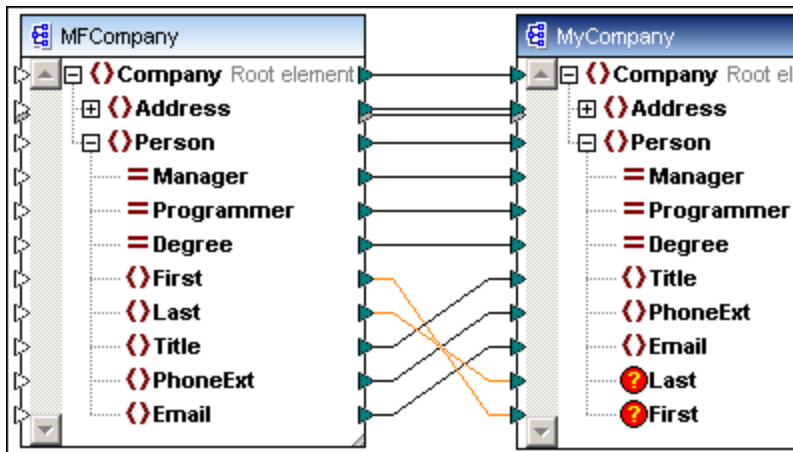 MFCompany
Company Root element
Address
Person
Manager
Programmer
Degree
First
Last
Title
PhoneExt
Email
MyCompany
Company Root el
Address
Person
Manager
Programmer
Degree
Title
PhoneExt
Email
? Last
? First